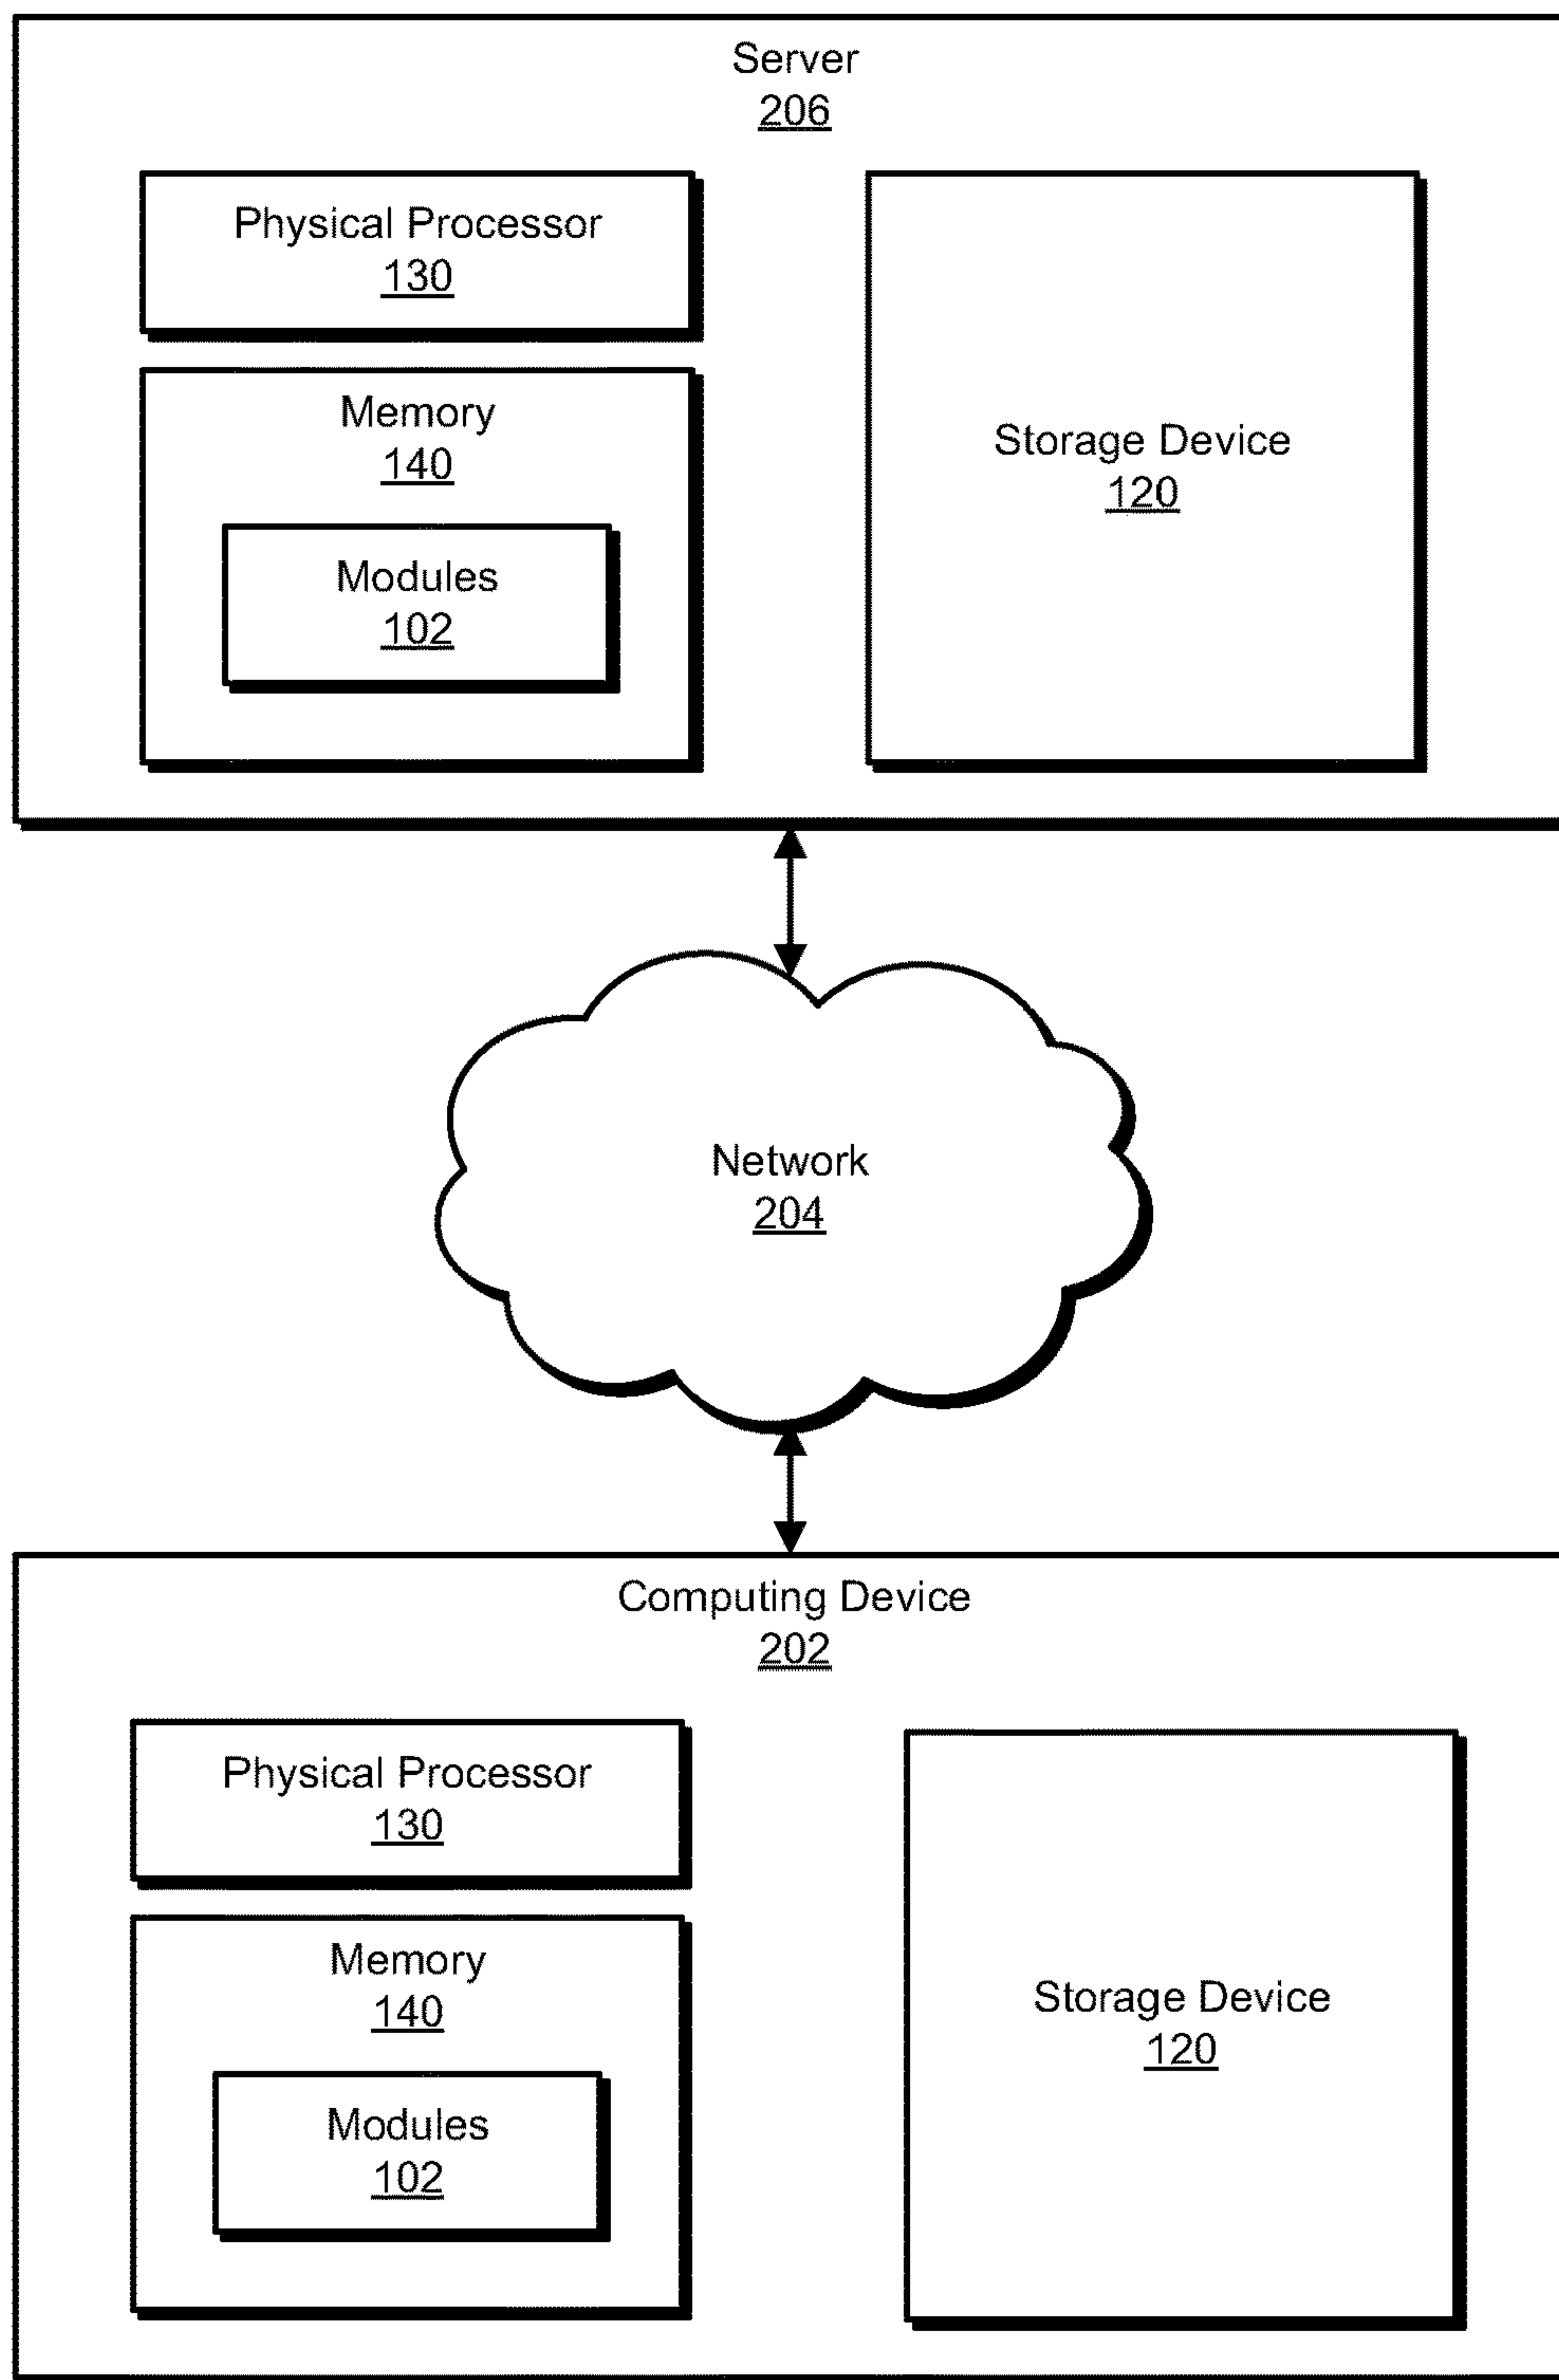 Server
206
Physical Processor
130
Memory
140
Modules
102
Storage Device
120
Network
204
Computing Device
202
Physical Processor
130
Memory
140
Modules
102
Storage Device
120